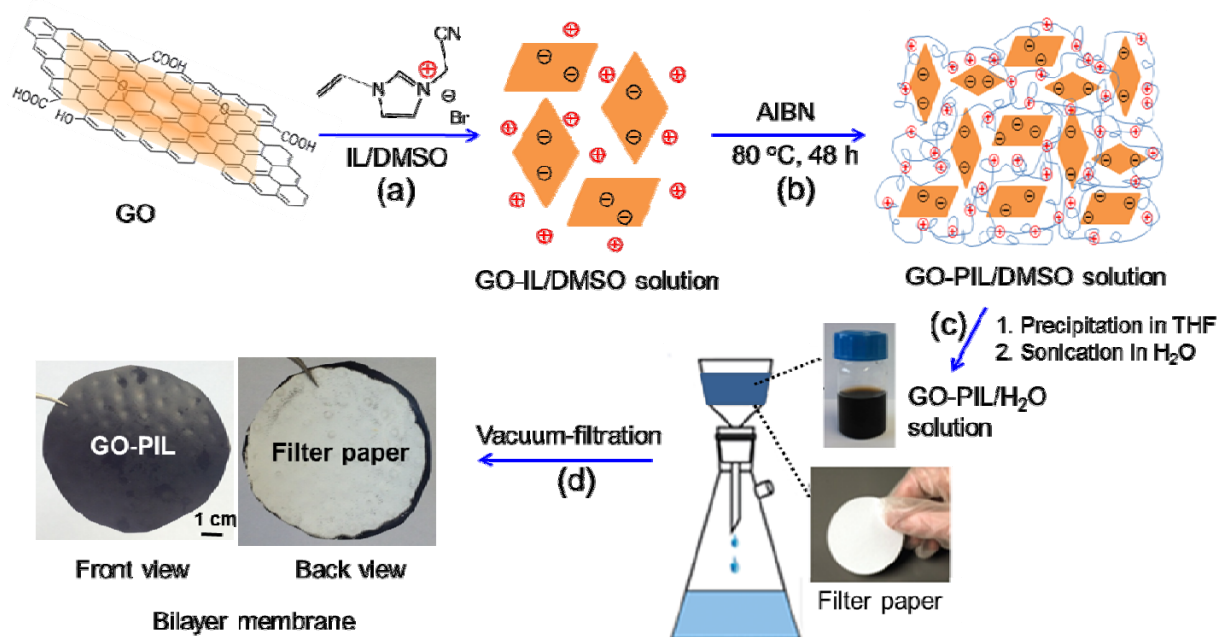 COOH
CN
HOOC
HO
COOH
N
N
Br
GO
IL/DMSO
(a)
GO-IL/DMSO solution
AIBN
80 °C, 48 h
(b)
GO-PIL/DMSO solution
(c)
1. Precipitation in THF
2. Sonication in H₂O
GO-PIL/H₂O
solution
Filter paper
Vacuum-filtration
(d)
GO-PIL
1 cm
Filter paper
Front view
Back view
Bilayer membrane